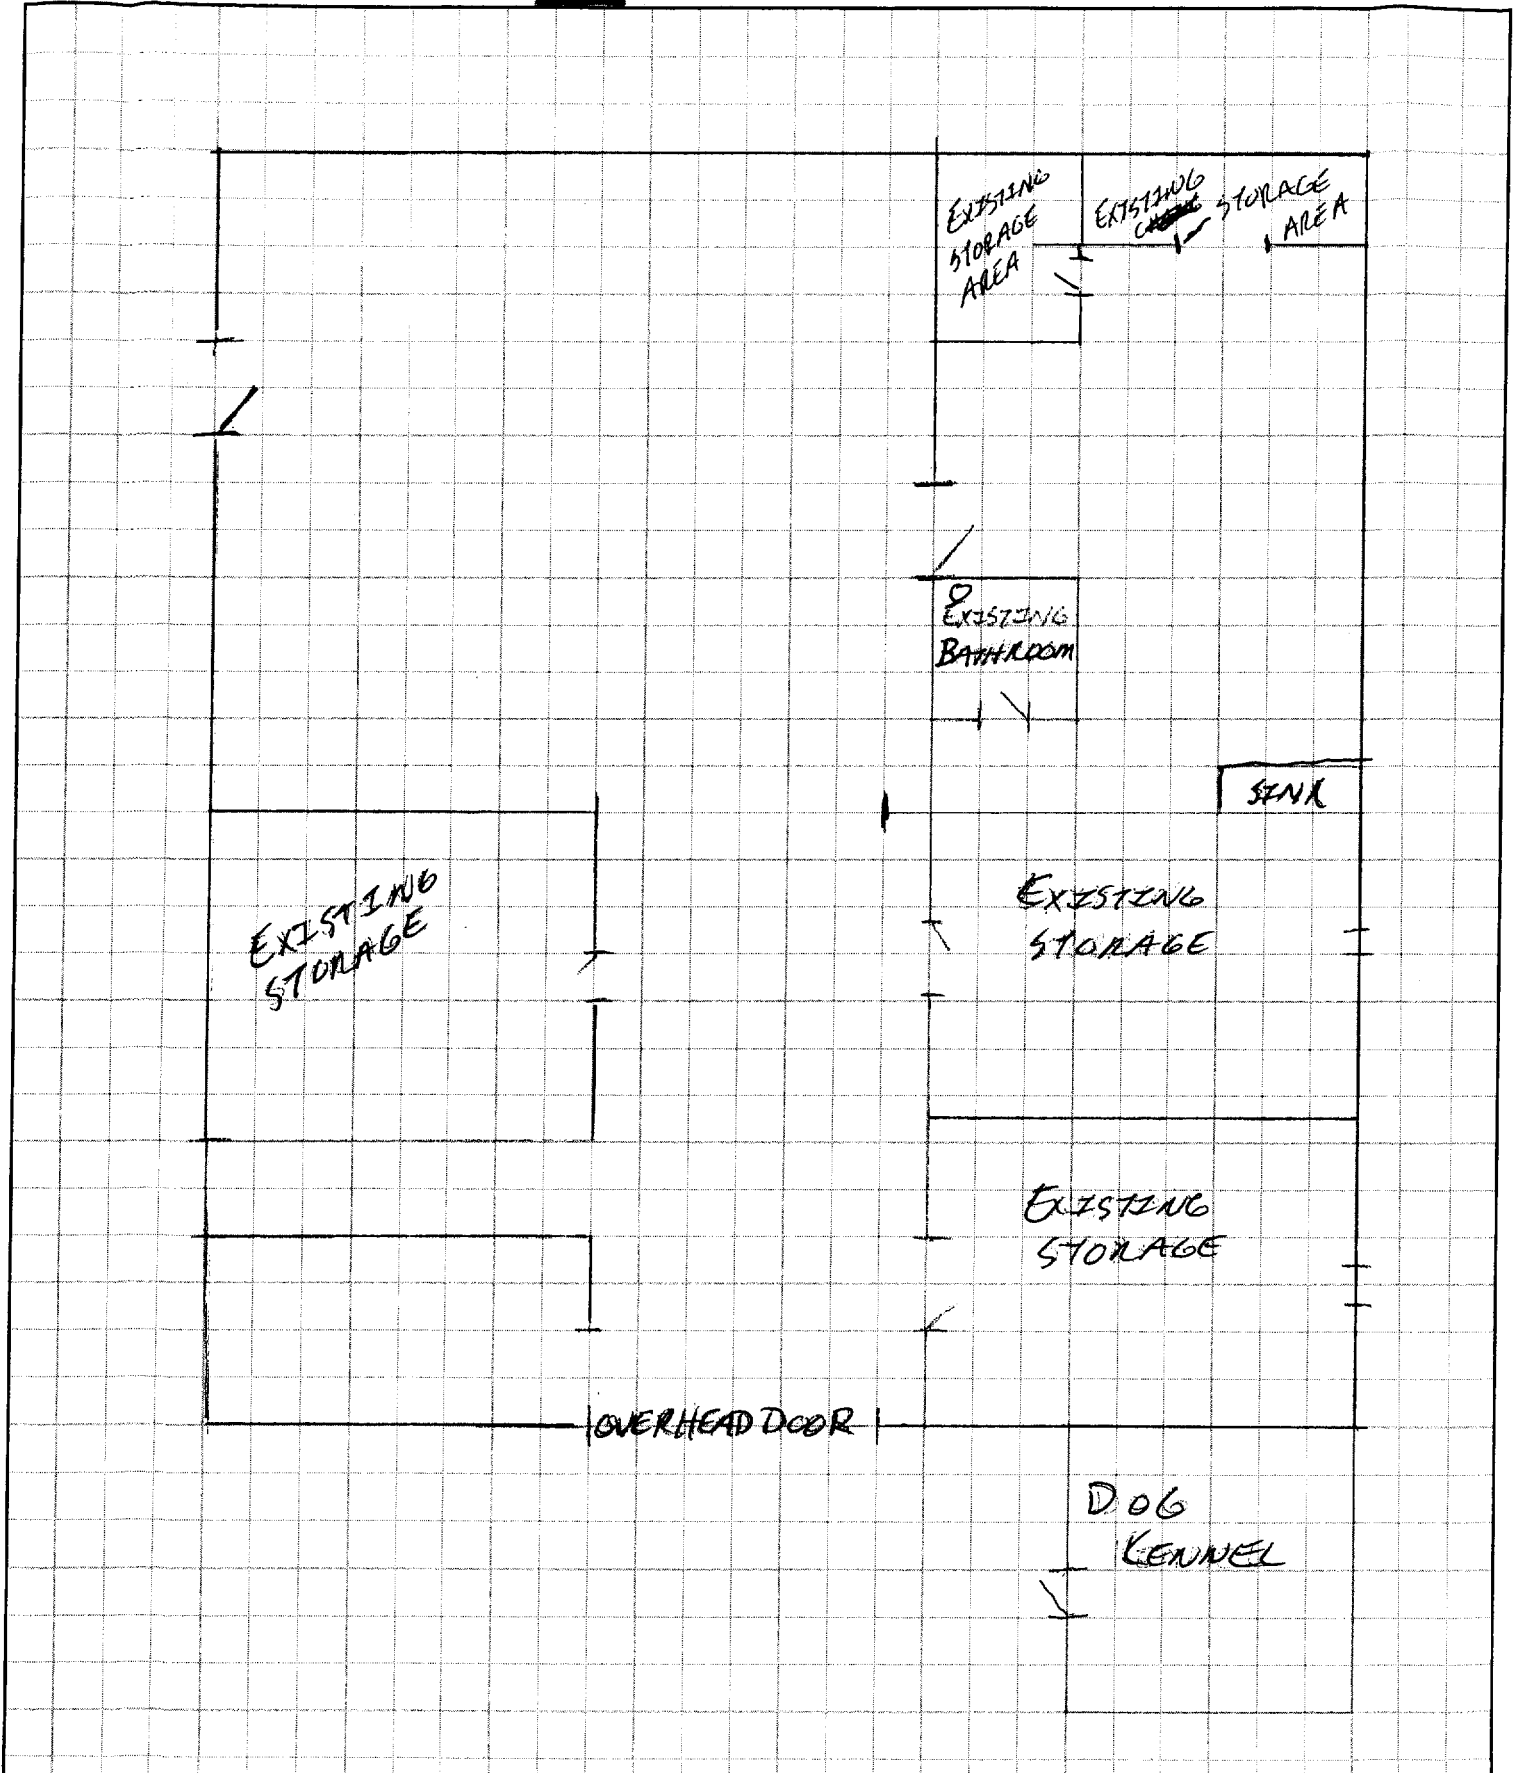 EXISTING
STORAGE
AREA
EXISTING
STORAGE
AREA
EXISTING
BATHROOM
SINK
EXISTING
STORAGE
EXISTING
STORAGE
EXISTING
STORAGE
OVERHEAD DOOR
DOG
KENNEL